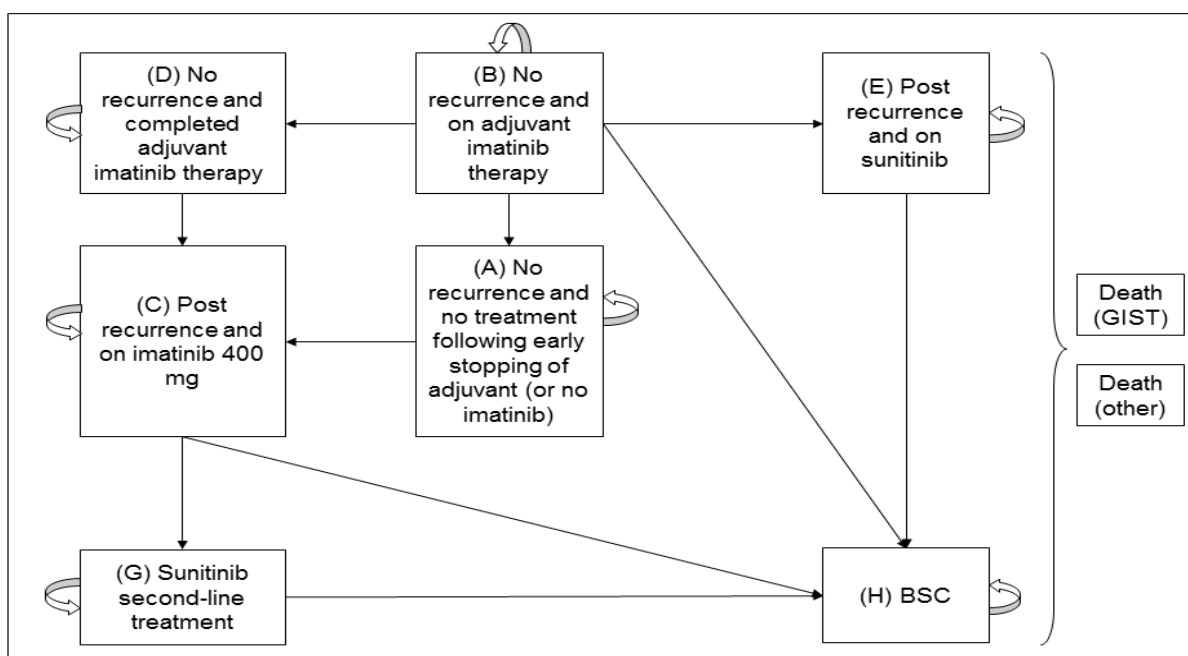 (D) No
recurrence and
completed
adjuvant
imatinib therapy
(B) No
recurrence and
on adjuvant
imatinib
therapy
(E) Post
recurrence
and on
sunitinib
(C) Post
recurrence and
on imatinib 400
mg
(A) No
recurrence and
no treatment
following early
stopping of
adjuvant (or no
imatinib)
Death
(GIST)
Death
(other)
(G) Sunitinib
second-line
treatment
(H) BSC